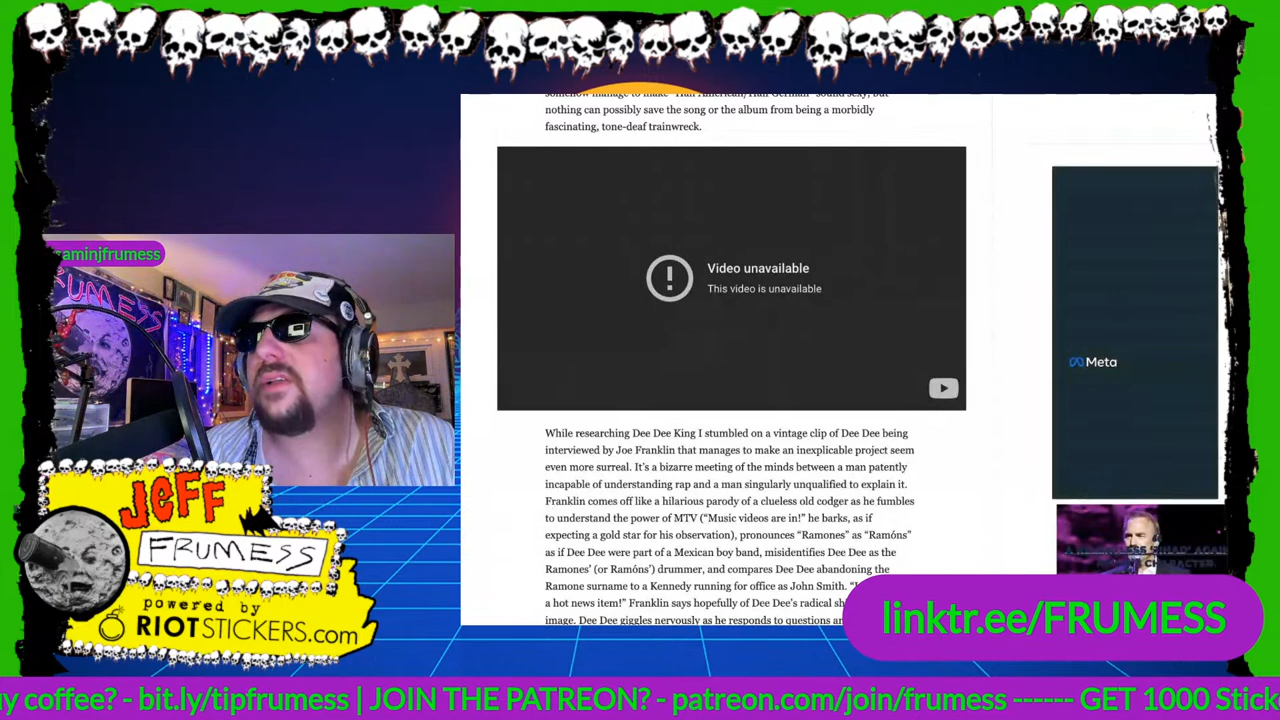 saminjfrumess
FRUMESS
nothing can possibly save the song or the album from being a morbidly
fascinating, tone-deaf trainwreck.
Video unavailable
This video is unavailable
Meta
While researching Dee Dee King I stumbled on a vintage clip of Dee Dee being
interviewed by Joe Franklin that manages to make an inexplicable project seem
even more surreal. It's a bizarre meeting of the minds between a man patently
incapable of understanding rap and a man singularly unqualified to explain it.
Franklin comes off like a hilarious parody of a clueless old codger as he fumbles
to understand the power of MTV (“Music videos are in!” he barks, as if
expecting a gold star for his observation), pronounces “Ramones” as “Ramóns”
as if Dee Dee were part of a Mexican boy band, misidentifies Dee Dee as the
Ramones' (or Ramóns') drummer, and compares Dee Dee abandoning the
Ramone surname to a Kennedy running for office as John Smith.
a hot news item!” Franklin says hopefully of Dee Dee's radical
image. Dee Dee giggles nervously as he responds to questions
JEFF
FRUMESS
powered by
RIOTSTICKERS.com
linktr.ee/FRUMESS
y coffee? - bit.ly/tipfrumess | JOIN THE PATREON? - patreon.com/join/frumess ------ GET 1000 Stick